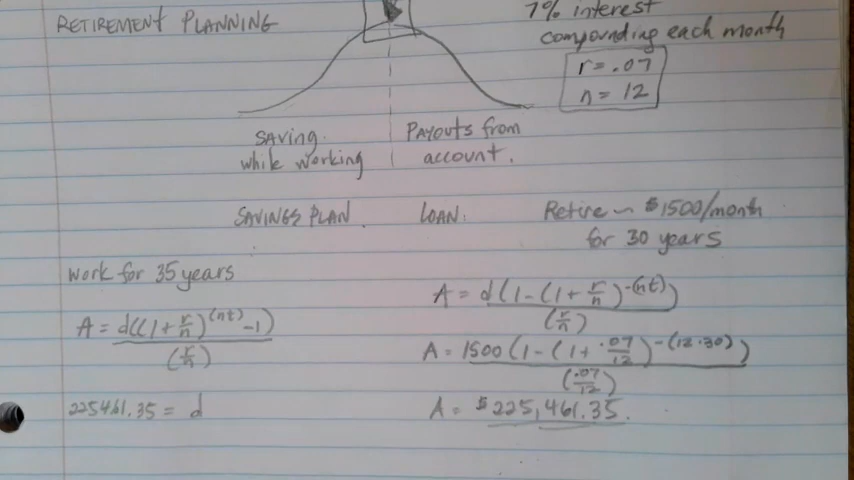 RETIREMENT PLANNING
7% interest
compounding each month
r = .07
n = 12
SAVING
while working
PAYOUTS from
account.
SAVINGS PLAN
LOAN:
Retire ~ $1500/month
for 30 years
Work for 35 years
A = d((1+r/n)^(nt) -1)
(r/n)
225461.35 = d
A = d(1-(1+r/n)^-(nt))
(r/n)
A = 1500(1-(1+.07/12)^-(12·30))
(.07/12)
A = $225,461.35.